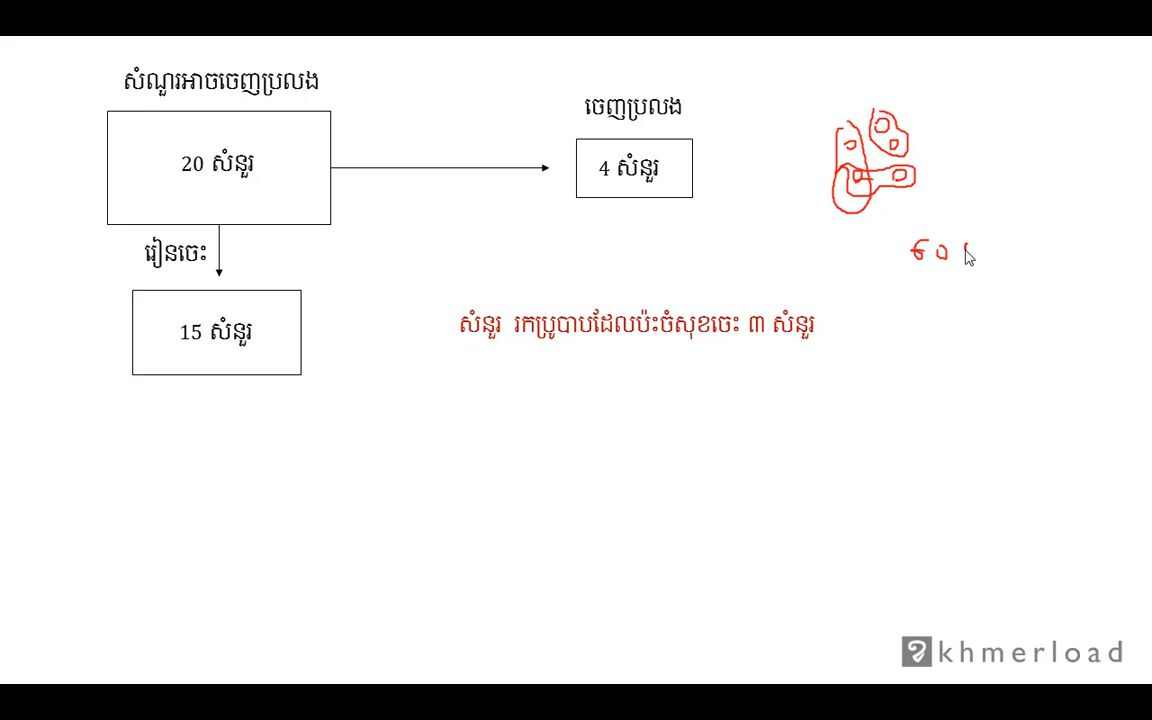 សំណួរអាចចេញប្រលង
ចេញប្រលង
20 សំនួរ
4 សំនួរ
រៀនចេះ
15 សំនួរ
សំនួរ រកប្រូបាបដែលប៉ះចំសុខចេះ ៣ សំនួរ
khmerload